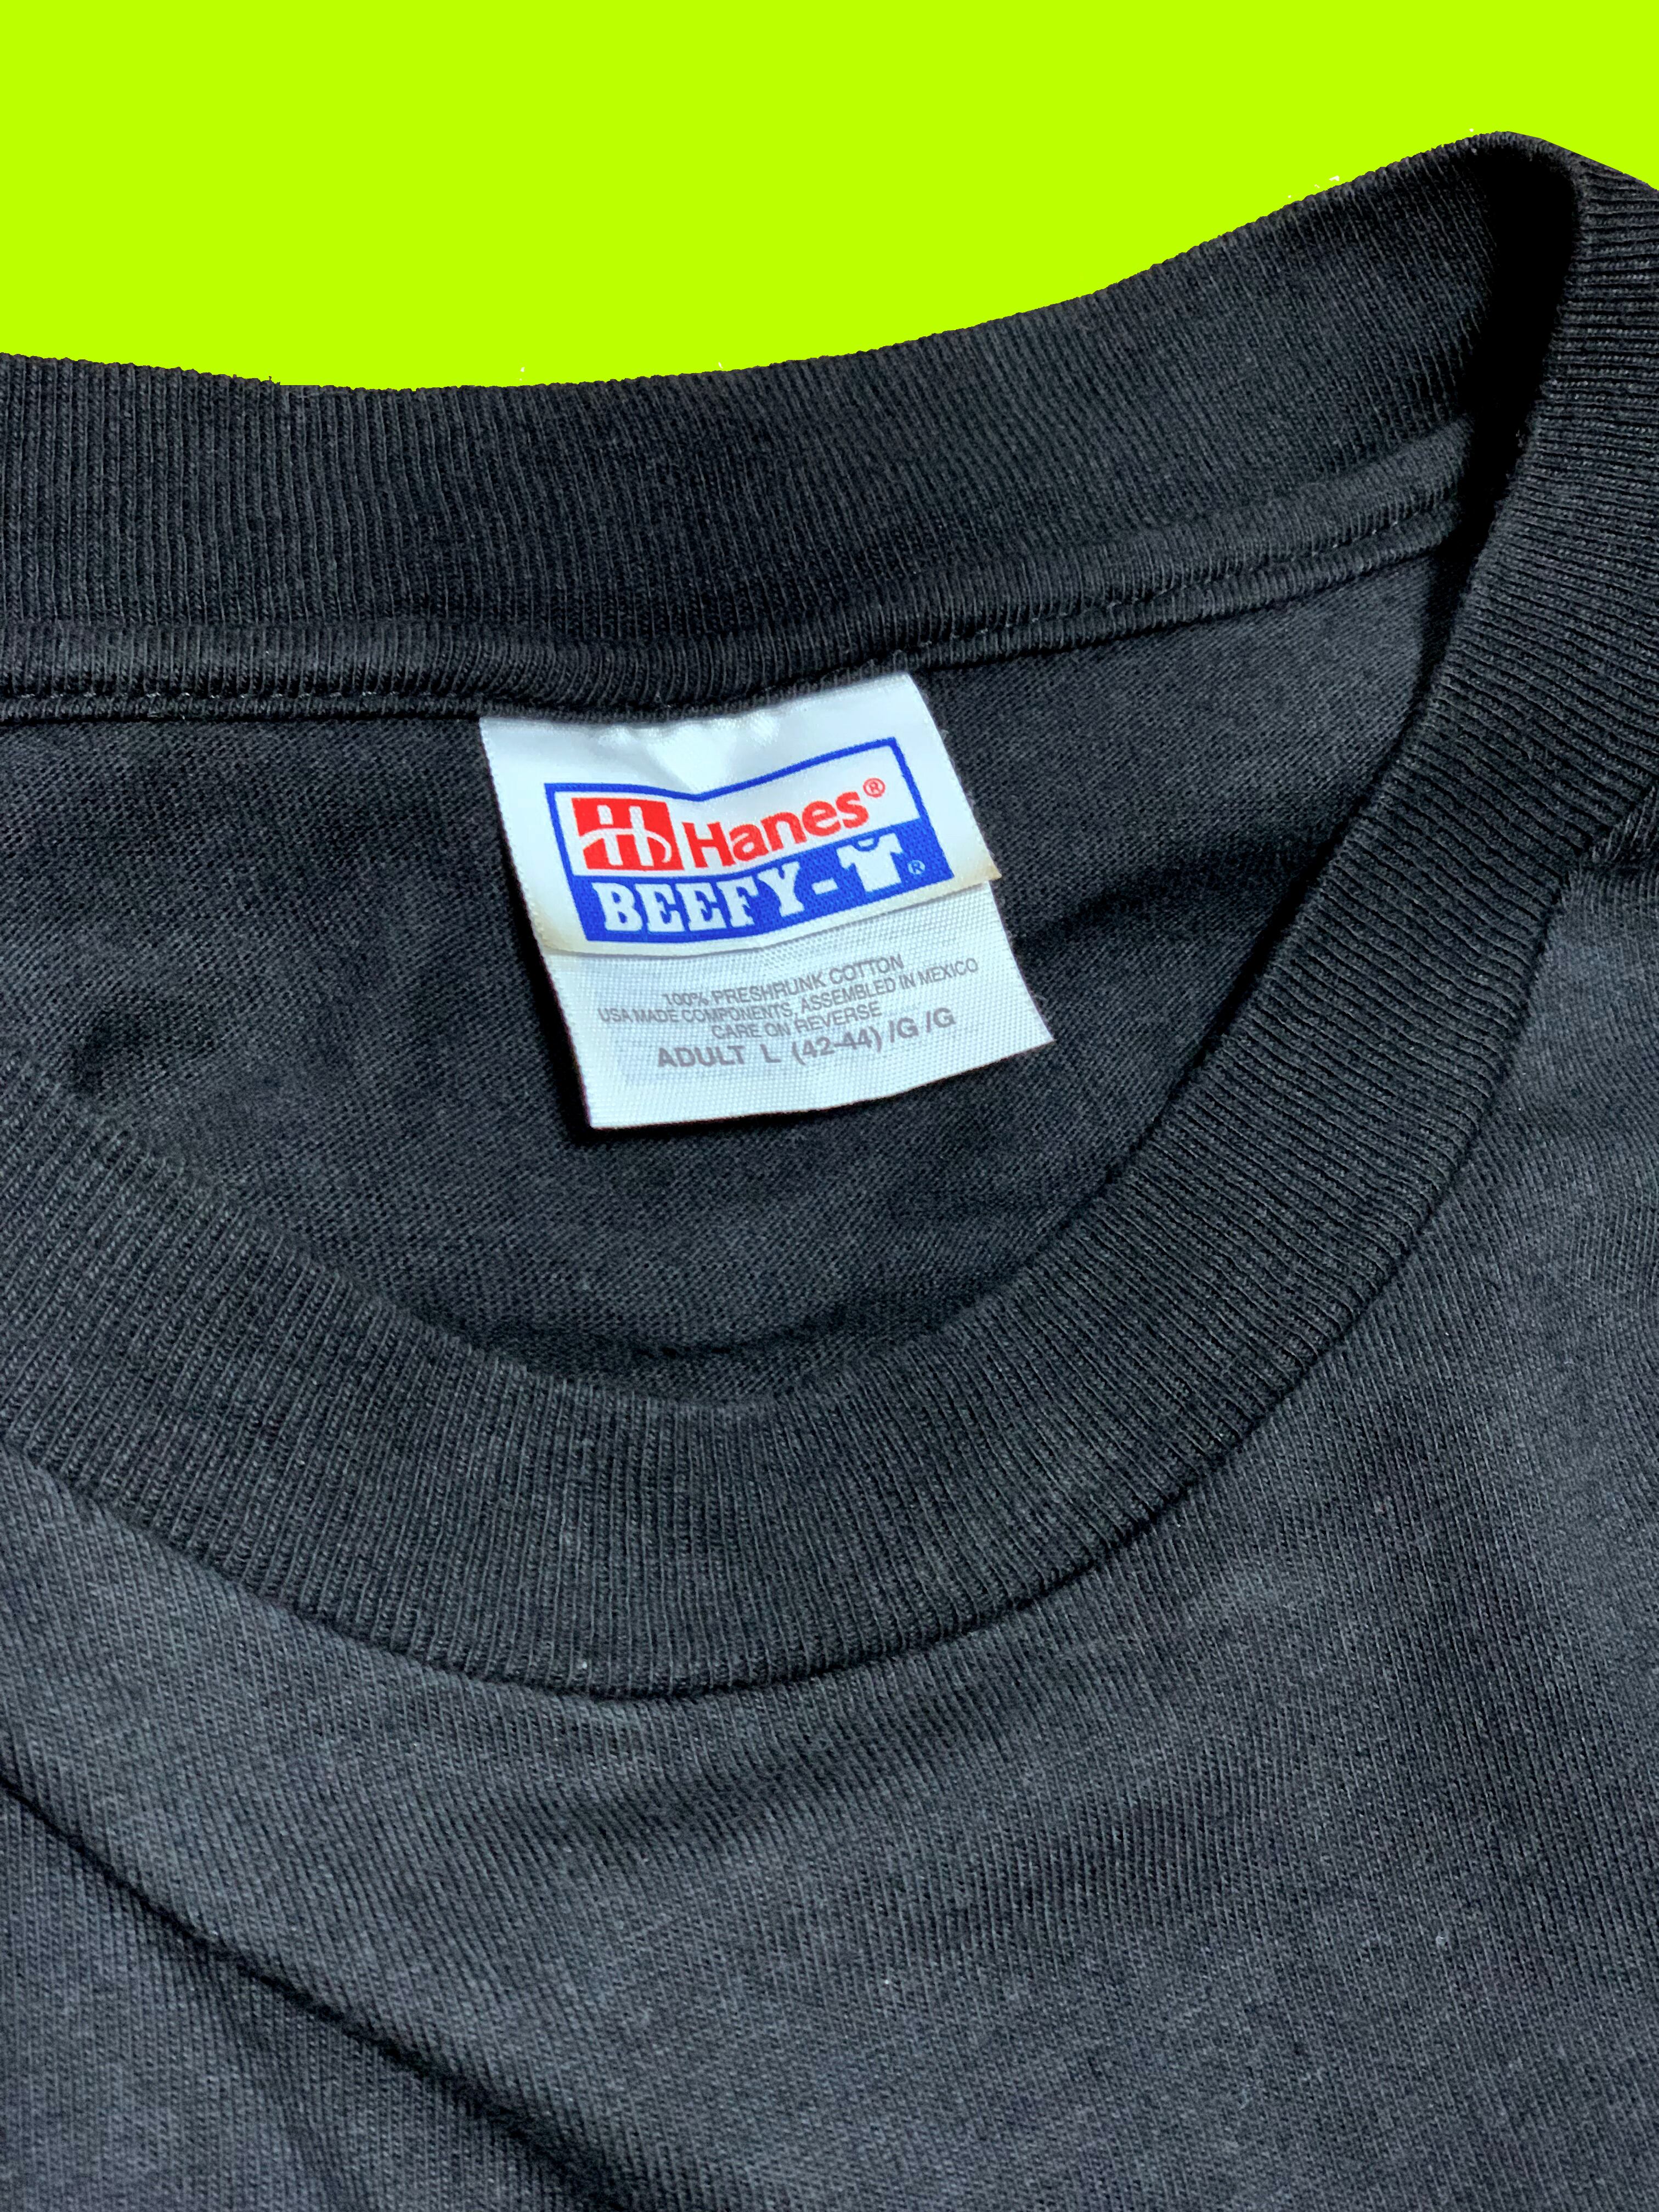 Hanes®
BEEFY-T®
100% PRESHRUNK COTTON
USA MADE COMPONENTS, ASSEMBLED IN MEXICO
CARE ON REVERSE
ADULT L (42-44) /G /G